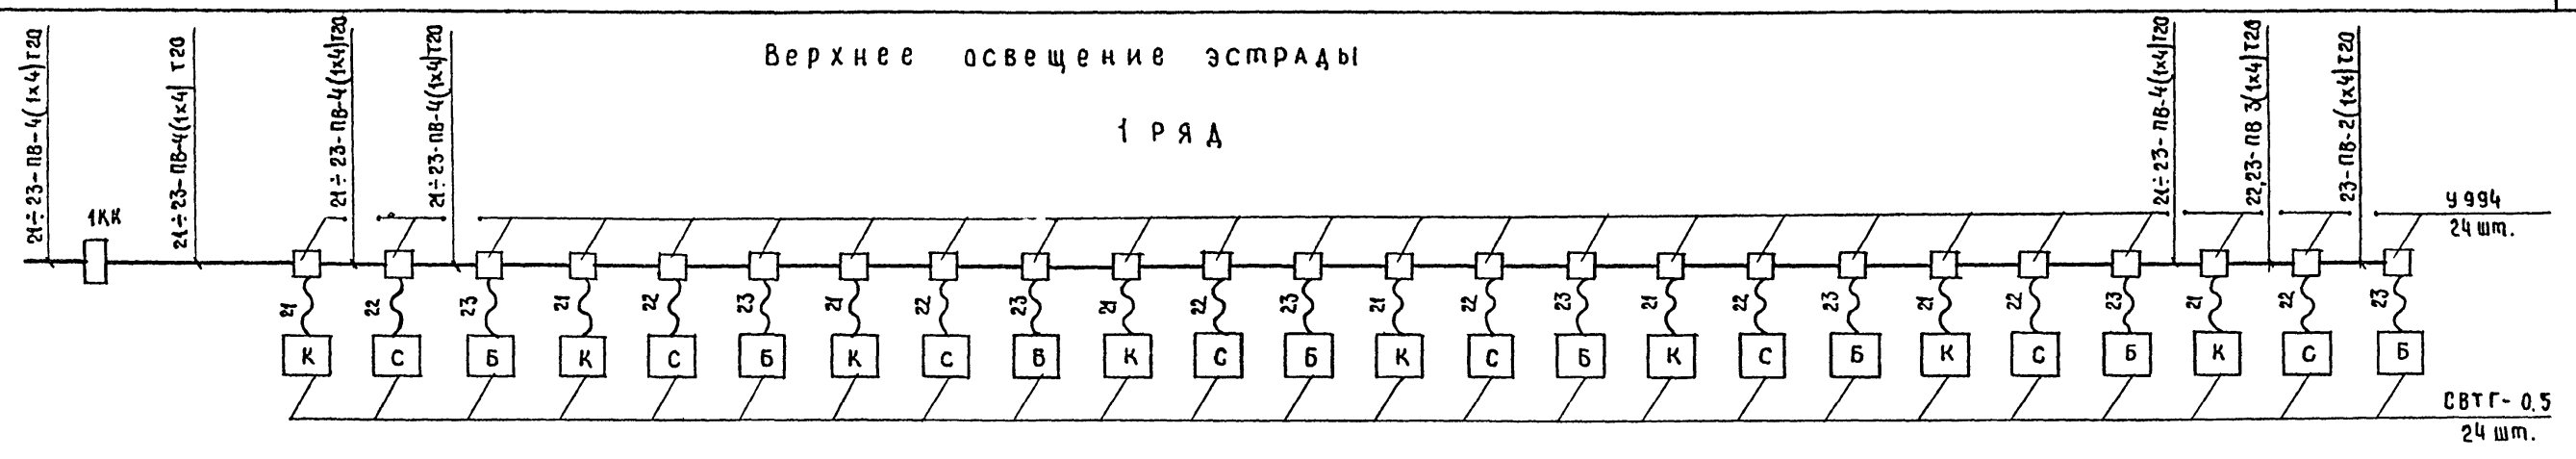 Верхнее освещение эстрады
1 ряд
21÷23-ПВ-4(1х4)Т20
21÷23-ПВ-4(1х4) Т20
21÷23-ПВ-4(1х4)Т20
21÷23-ПВ-4(1х4)Т20
21÷23-ПВ-4(1х4)Т20
22,23-ПВ 3(1х4)Т20
23-ПВ-2(1х4)Т20
1КК
У994
24 шт.
21 22 23 21 22 23 21 22 23 21 22 23 21 22 23 21 22 23 21 22 23 21 22 23
К С Б К С Б К С Б К С Б К С Б К С Б К С Б К С Б
СВТГ-0.5
24 шт.